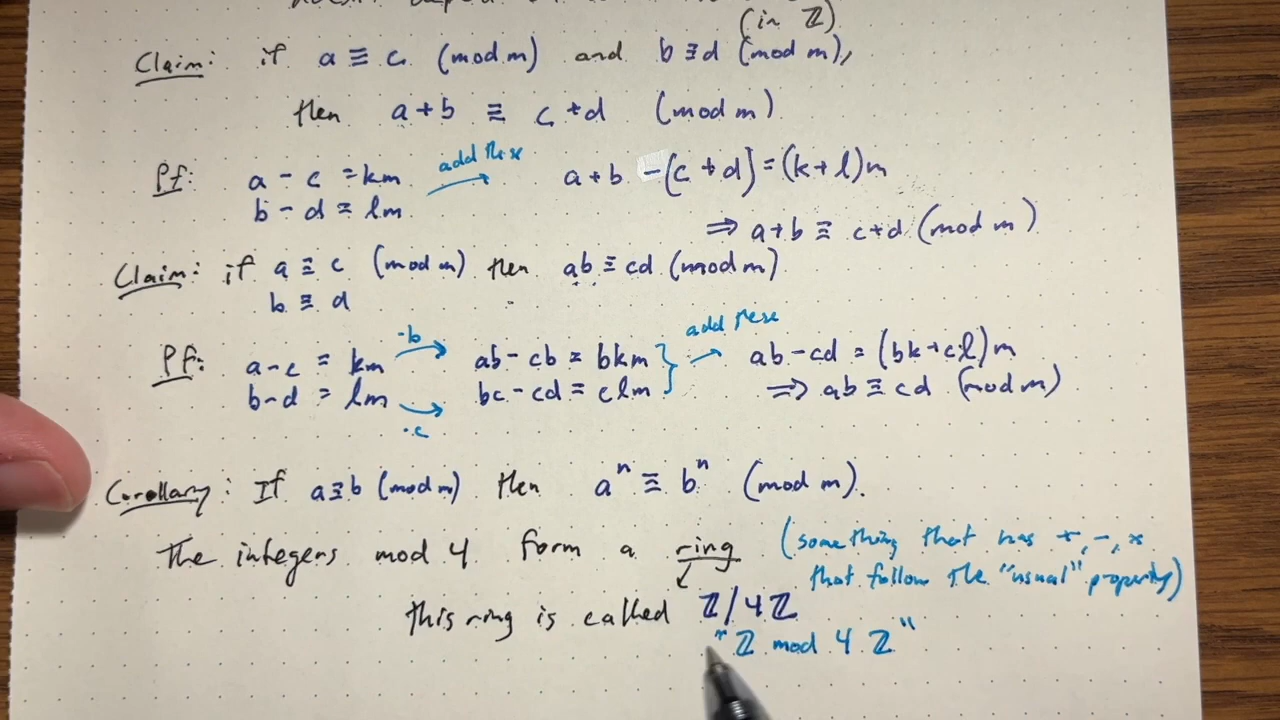 (in ℤ)
Claim: if a ≡ c (mod m) and b ≡ d (mod m),
then a + b ≡ c + d (mod m)
Pf: a - c = km add these a + b - (c + d) = (k + l)m
b - d = lm
⇒ a + b ≡ c + d (mod m)
Claim: if a ≡ c (mod m) then ab ≡ cd (mod m)
b ≡ d
add these
Pf: a - c = km ·b ab - cb = bkm ab - cd = (bk + cl)m
b - d = lm ·c bc - cd = clm ⇒ ab ≡ cd (mod m)
Corollary: If a ≡ b (mod m) then aⁿ ≡ bⁿ (mod m).
The integers mod 4 form a ring (something that has +, -, ×
that follow the "usual" property)
this ring is called ℤ/4ℤ
"ℤ mod 4 ℤ"